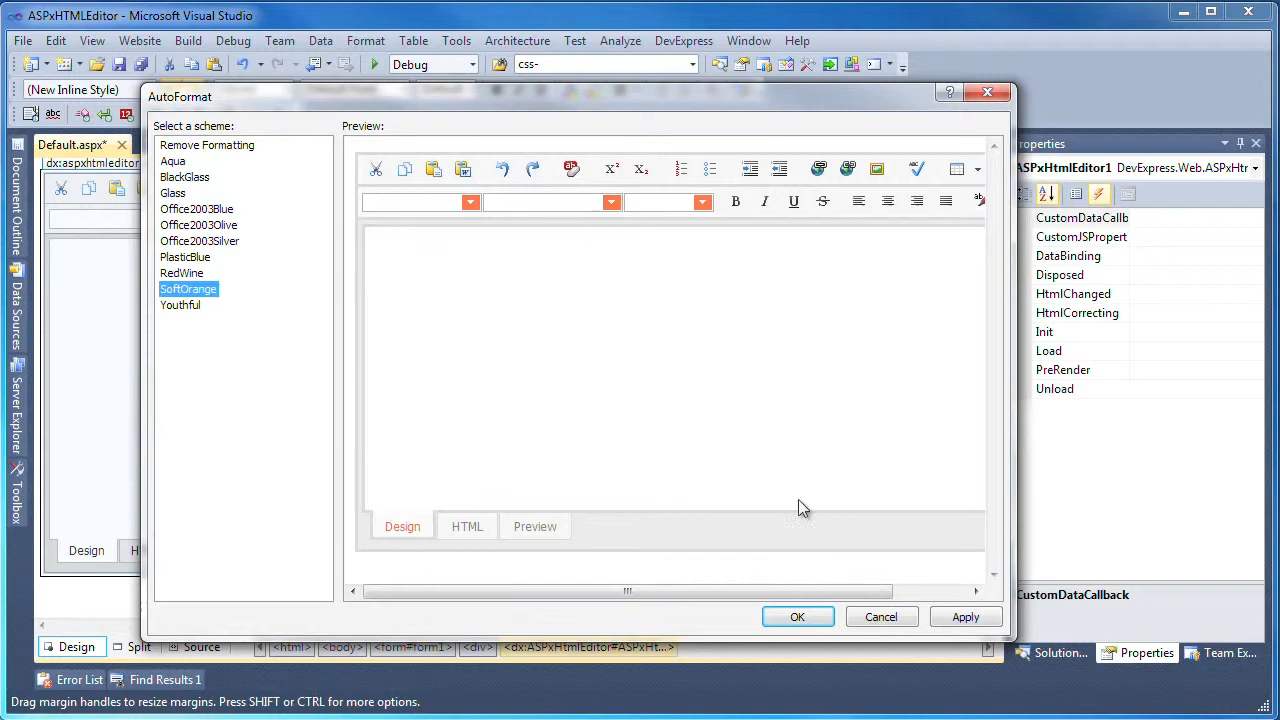 ASPxHTMLEditor - Microsoft Visual Studio
File Edit View Website Build Debug Team Data Format Table Tools Architecture Test Analyze DevExpress Window Help
Debug css-
(New Inline Style)
AutoFormat
Select a scheme: Preview:
Remove Formatting
Aqua
BlackGlass
Glass
Office2003Blue
Office2003Olive
Office2003Silver
PlasticBlue
RedWine
SoftOrange
Youthful
B I U S
Design HTML Preview
OK Cancel Apply
Default.aspx*
dx:aspxhtmleditor
Design H
Document Outline
Data Sources
Server Explorer
Toolbox
roperties
ASPxHtmlEditor1 DevExpress.Web.ASPxHtr
CustomDataCallb
CustomJSPropert
DataBinding
Disposed
HtmlChanged
HtmlCorrecting
Init
Load
PreRender
Unload
CustomDataCallback
Design Split Source <html> <body> <form#form1> <div> <dx:ASPxHtmlEditor#ASPxHt...>
Solution... Properties Team Ex...
Error List Find Results 1
Drag margin handles to resize margins. Press SHIFT or CTRL for more options.